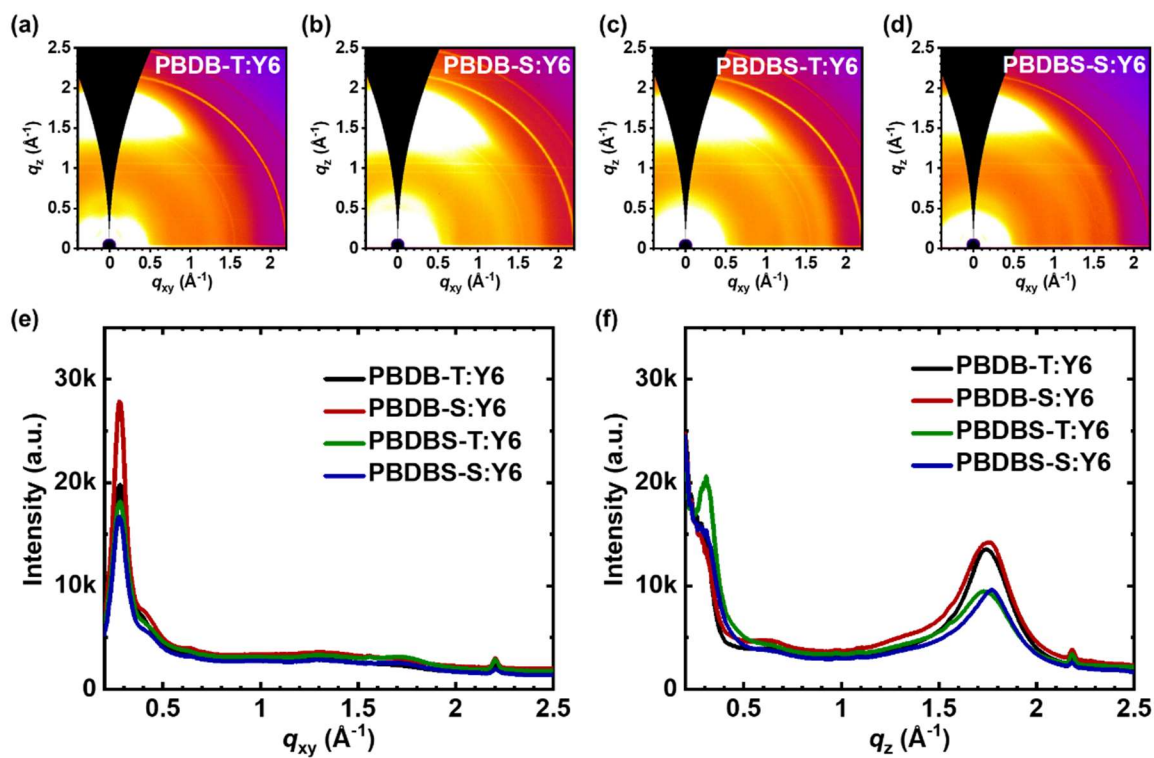 (a)
PBDB-T:Y6
2.5
2
1.5
1
0.5
0
qz (Å-1)
0 0.5 1 1.5 2
qxy (Å-1)
(b)
PBDB-S:Y6
2.5
2
1.5
1
0.5
0
qz (Å-1)
0 0.5 1 1.5 2
qxy (Å-1)
(c)
PBDBS-T:Y6
2.5
2
1.5
1
0.5
0
qz (Å-1)
0 0.5 1 1.5 2
qxy (Å-1)
(d)
PBDBS-S:Y6
2.5
2
1.5
1
0.5
0
qz (Å-1)
0 0.5 1 1.5 2
qxy (Å-1)
(e)
PBDB-T:Y6
PBDB-S:Y6
PBDBS-T:Y6
PBDBS-S:Y6
30k
20k
10k
0
Intensity (a.u.)
0.5 1 1.5 2 2.5
qxy (Å-1)
(f)
PBDB-T:Y6
PBDB-S:Y6
PBDBS-T:Y6
PBDBS-S:Y6
30k
20k
10k
0
Intensity (a.u.)
0.5 1 1.5 2 2.5
qz (Å-1)